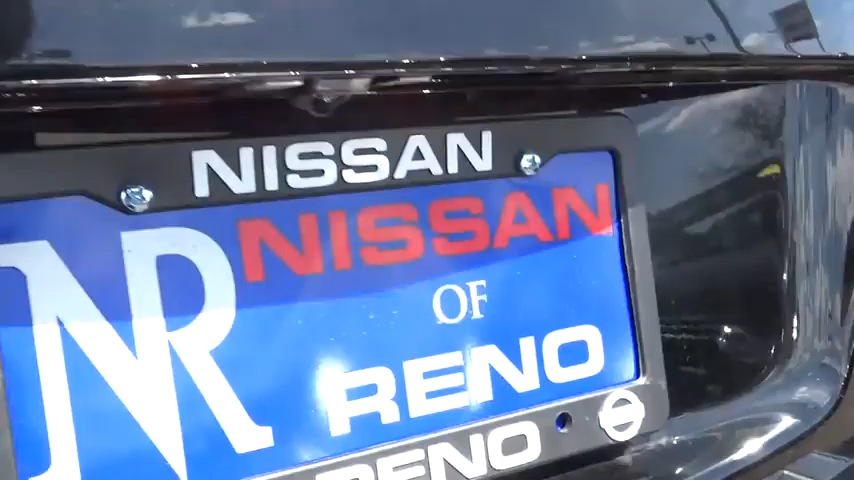 NISSAN
NR
NISSAN
OF
RENO
RENO